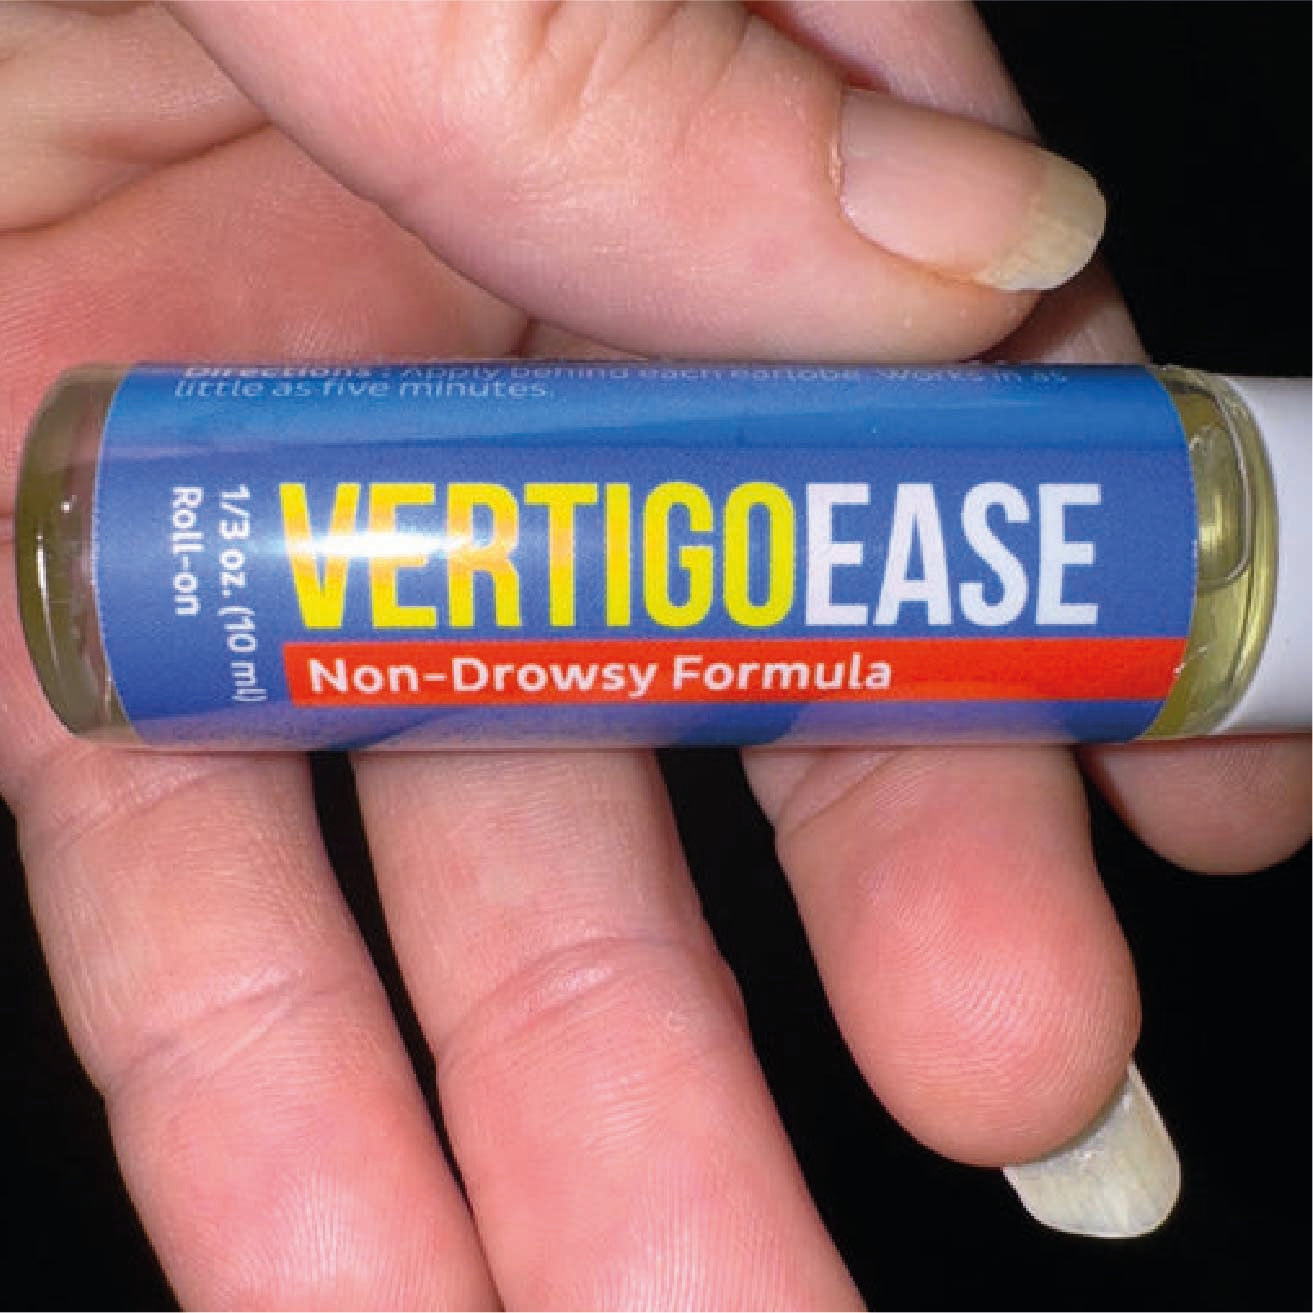 Directions : Apply behind each earlobe. Works in as
little as five minutes.
VERTIGOEASE
Non-Drowsy Formula
1/3 oz. (10 ml)
Roll-on